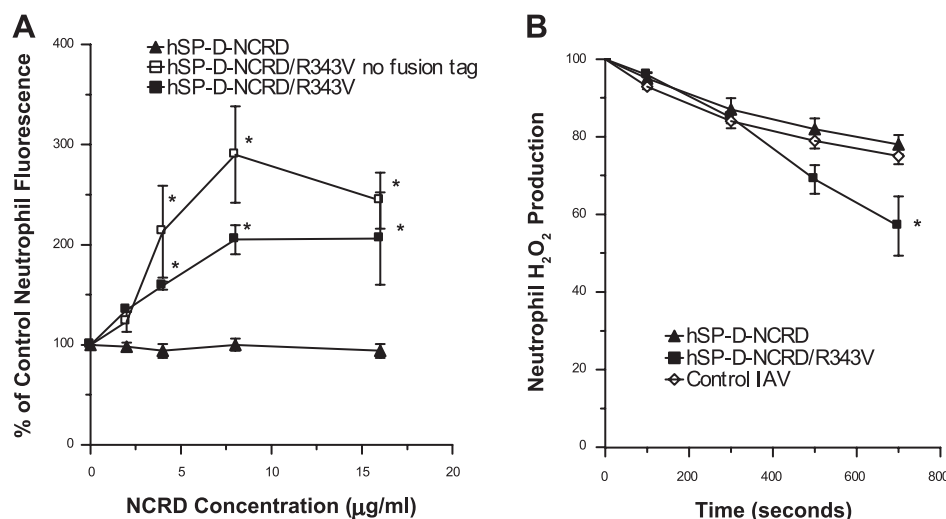 A
400
300
200
100
0
% of Control Neutrophil Fluorescence
hSP-D-NCRD
hSP-D-NCRD/R343V no fusion tag
hSP-D-NCRD/R343V
*
*
*
*
*
*
0 5 10 15 20
NCRD Concentration (µg/ml)
B
100
80
60
40
20
0
Neutrophil H₂O₂ Production
*
hSP-D-NCRD
hSP-D-NCRD/R343V
Control IAV
0 200 400 600 800
Time (seconds)